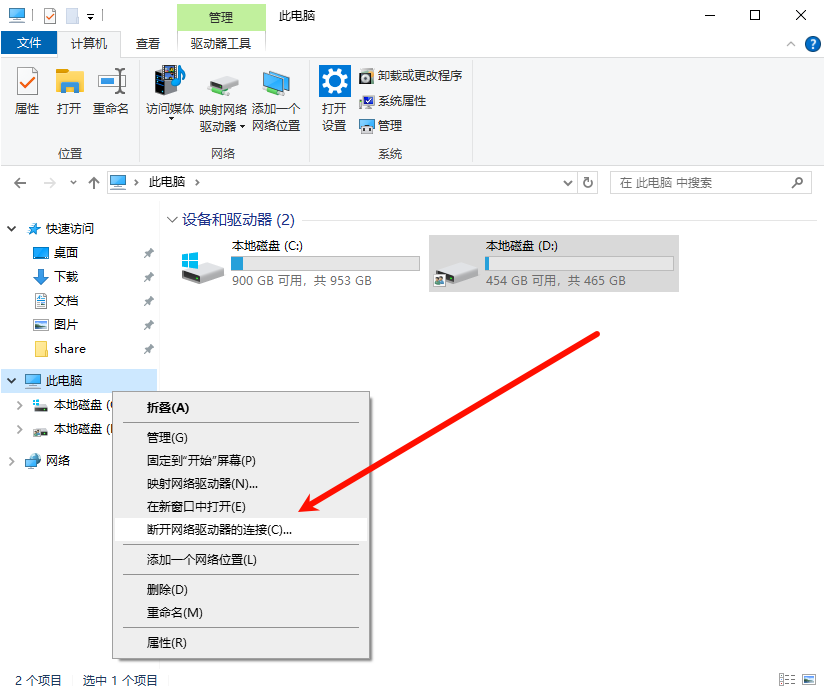 管理
此电脑
文件
计算机
查看
驱动器工具
属性
打开
重命名
访问媒体
映射网络
驱动器
添加一个
网络位置
打开
设置
卸载或更改程序
系统属性
管理
位置
网络
系统
此电脑
在 此电脑 中搜索
快速访问
桌面
下载
文档
图片
share
此电脑
本地磁盘 (
本地磁盘 (
网络
设备和驱动器 (2)
本地磁盘 (C:)
900 GB 可用，共 953 GB
本地磁盘 (D:)
454 GB 可用，共 465 GB
折叠(A)
管理(G)
固定到"开始"屏幕(P)
映射网络驱动器(N)...
在新窗口中打开(E)
断开网络驱动器的连接(C)...
添加一个网络位置(L)
删除(D)
重命名(M)
属性(R)
2 个项目
选中 1 个项目